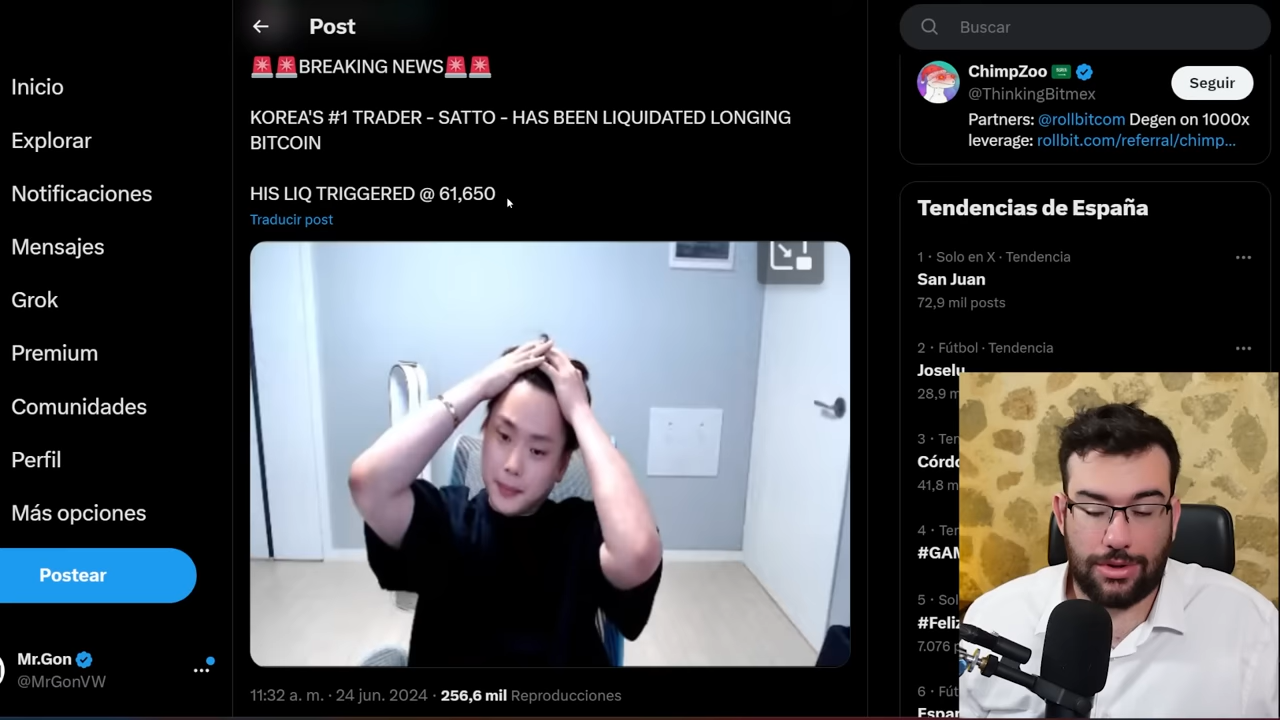 Post
🚨🚨BREAKING NEWS🚨🚨
KOREA'S #1 TRADER - SATTO - HAS BEEN LIQUIDATED LONGING
BITCOIN
HIS LIQ TRIGGERED @ 61,650
Traducir post
11:32 a. m. · 24 jun. 2024 · 256,6 mil Reproducciones
Inicio
Explorar
Notificaciones
Mensajes
Grok
Premium
Comunidades
Perfil
Más opciones
Postear
Mr.Gon
@MrGonVW
Buscar
ChimpZoo
@ThinkingBitmex
Seguir
Partners: @rollbitcom Degen on 1000x
leverage: rollbit.com/referral/chimp...
Tendencias de España
1 · Solo en X · Tendencia
San Juan
72,9 mil posts
2 · Fútbol · Tendencia
Joselu
28,9 m
3 · Ten
Córdo
41,8 m
4 · Ten
#GAM
5 · Sol
#Feliz
7.076 p
6 · Fút
Espar